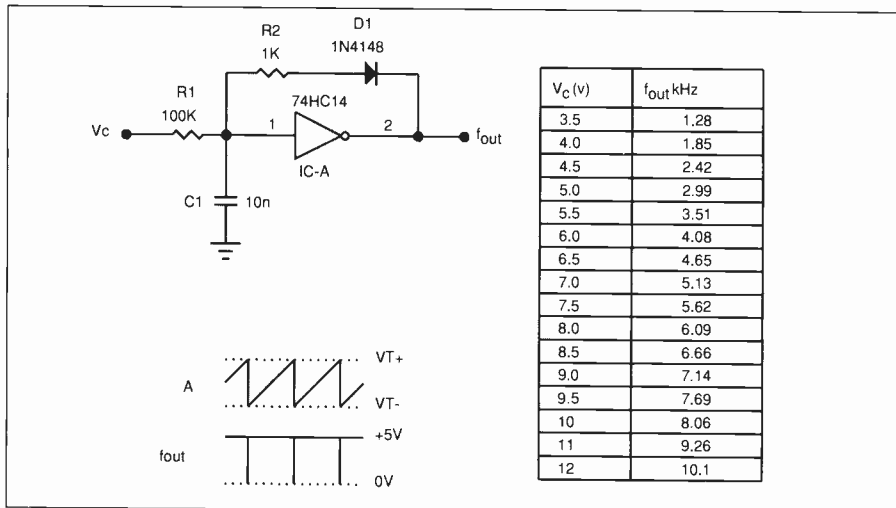 R2
1K
D1
1N4148
R1
100K
74HC14
Vc
1
2
fout
IC-A
C1
10n
A
VT+
VT-
fout
+5V
0V
Vc (v) fout kHz
3.5 1.28
4.0 1.85
4.5 2.42
5.0 2.99
5.5 3.51
6.0 4.08
6.5 4.65
7.0 5.13
7.5 5.62
8.0 6.09
8.5 6.66
9.0 7.14
9.5 7.69
10 8.06
11 9.26
12 10.1